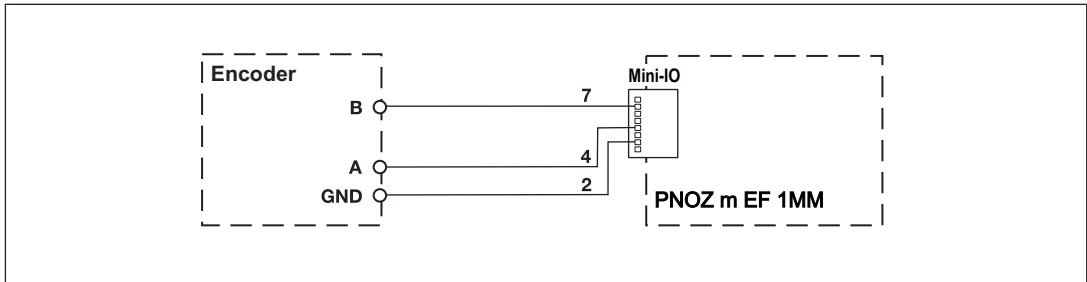 Encoder
Mini-IO
B
7
A
4
GND
2
PNOZ m EF 1MM